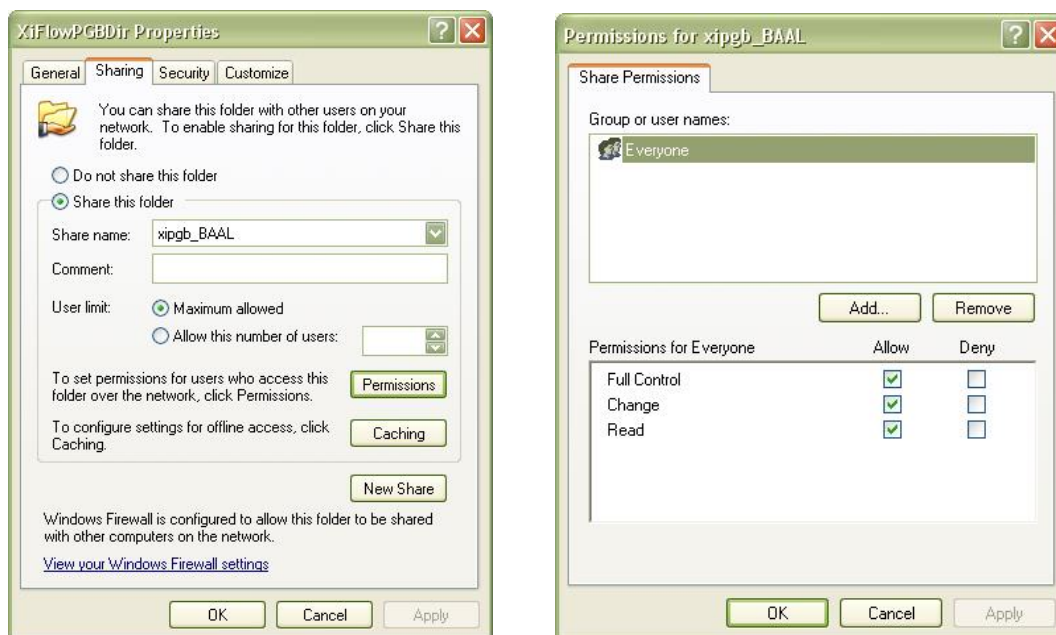 XiFlowPGBDir Properties
General Sharing Security Customize
You can share this folder with other users on your
network. To enable sharing for this folder, click Share this
folder.
Do not share this folder
Share this folder
Share name: xipgb_BAAL
Comment:
User limit: Maximum allowed
Allow this number of users:
To set permissions for users who access this
folder over the network, click Permissions.
Permissions
To configure settings for offline access, click
Caching.
Caching
New Share
Windows Firewall is configured to allow this folder to be shared
with other computers on the network.
View your Windows Firewall settings
OK Cancel Apply
Permissions for xipgb_BAAL
Share Permissions
Group or user names:
Everyone
Add... Remove
Permissions for Everyone Allow Deny
Full Control
Change
Read
OK Cancel Apply